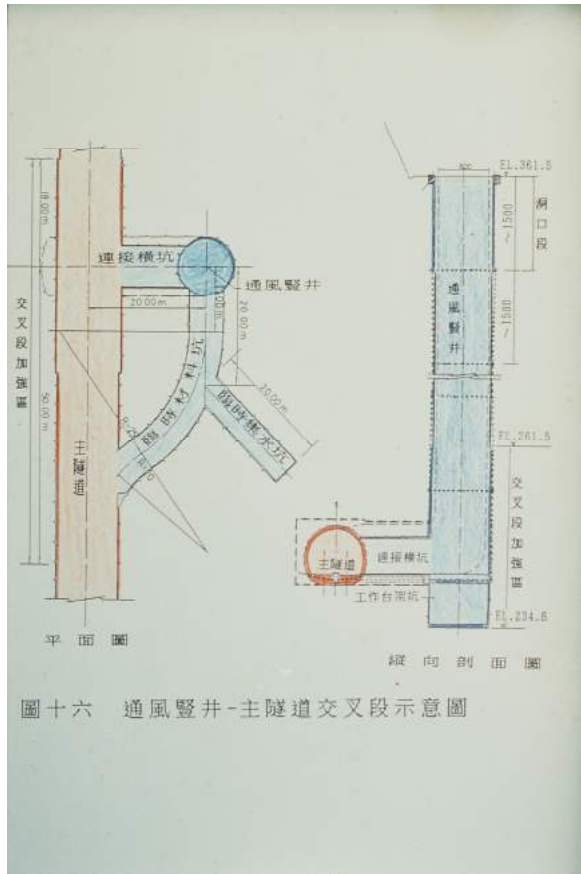 18.00m
交叉段加強區
50.00m
連接橫坑
20.00m
通風豎井
20.00m
臨時材料坑
20.00m
臨時集水坑
主隧道
平面圖
EL.361.5
洞口段
~1500
通風豎井
~1500
EL.261.5
交叉段加強區
主隧道
連接橫坑
工作台架坑
EL.234.8
縱向剖面圖
圖十六 通風豎井-主隧道交叉段示意圖